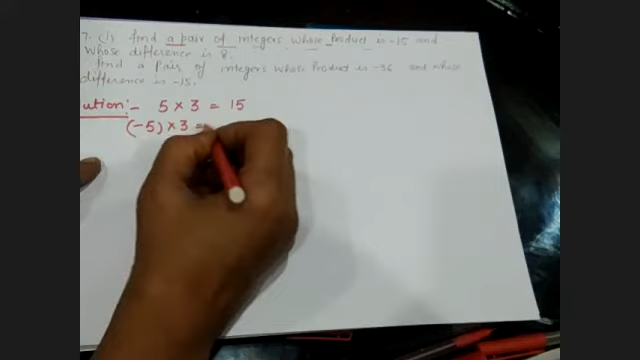 7. (i) find a pair of integers whose product is -15 and
whose difference is 8.
find a pair of integers whose product is -36 and whose
difference is -15.
ution:- 5 × 3 = 15
(-5) × 3 =